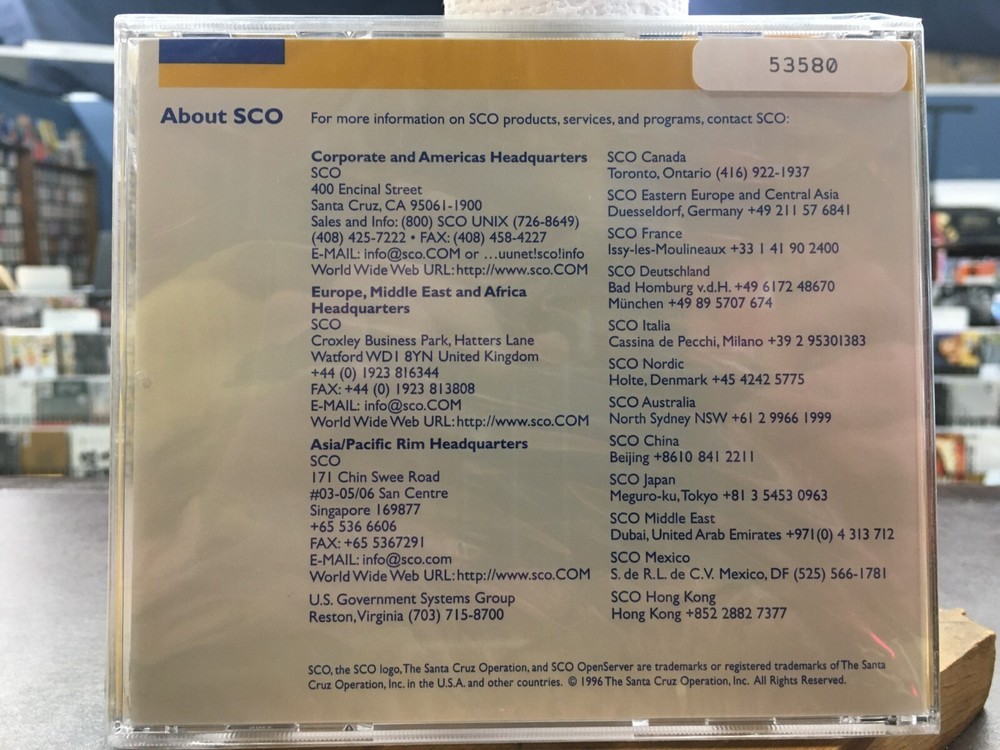 53580
About SCO
For more information on SCO products, services, and programs, contact SCO:
Corporate and Americas Headquarters
SCO
400 Encinal Street
Santa Cruz, CA 95061-1900
Sales and Info: (800) SCO UNIX (726-8649)
(408) 425-7222 • FAX: (408) 458-4227
E-MAIL: info@sco.COM or ...uunet!sco!info
World Wide Web URL: http://www.sco.COM
Europe, Middle East and Africa
Headquarters
SCO
Croxley Business Park, Hatters Lane
Watford WD1 8YN United Kingdom
+44 (0) 1923 816344
FAX: +44 (0) 1923 813808
E-MAIL: info@sco.COM
World Wide Web URL: http://www.sco.COM
Asia/Pacific Rim Headquarters
SCO
171 Chin Swee Road
#03-05/06 San Centre
Singapore 169877
+65 536 6606
FAX: +65 5367291
E-MAIL: info@sco.com
World Wide Web URL: http://www.sco.COM
U.S. Government Systems Group
Reston, Virginia (703) 715-8700
SCO Canada
Toronto, Ontario (416) 922-1937
SCO Eastern Europe and Central Asia
Duesseldorf, Germany +49 211 57 6841
SCO France
Issy-les-Moulineaux +33 1 41 90 2400
SCO Deutschland
Bad Homburg v.d.H. +49 6172 48670
München +49 89 5707 674
SCO Italia
Cassina de Pecchi, Milano +39 2 95301383
SCO Nordic
Holte, Denmark +45 4242 5775
SCO Australia
North Sydney NSW +61 2 9966 1999
SCO China
Beijing +8610 841 2211
SCO Japan
Meguro-ku, Tokyo +81 3 5453 0963
SCO Middle East
Dubai, United Arab Emirates +971(0) 4 313 712
SCO Mexico
S. de R.L. de C.V. Mexico, DF (525) 566-1781
SCO Hong Kong
Hong Kong +852 2882 7377
SCO, the SCO logo, The Santa Cruz Operation, and SCO OpenServer are trademarks or registered trademarks of The Santa
Cruz Operation, Inc. in the U.S.A. and other countries. © 1996 The Santa Cruz Operation, Inc. All Rights Reserved.